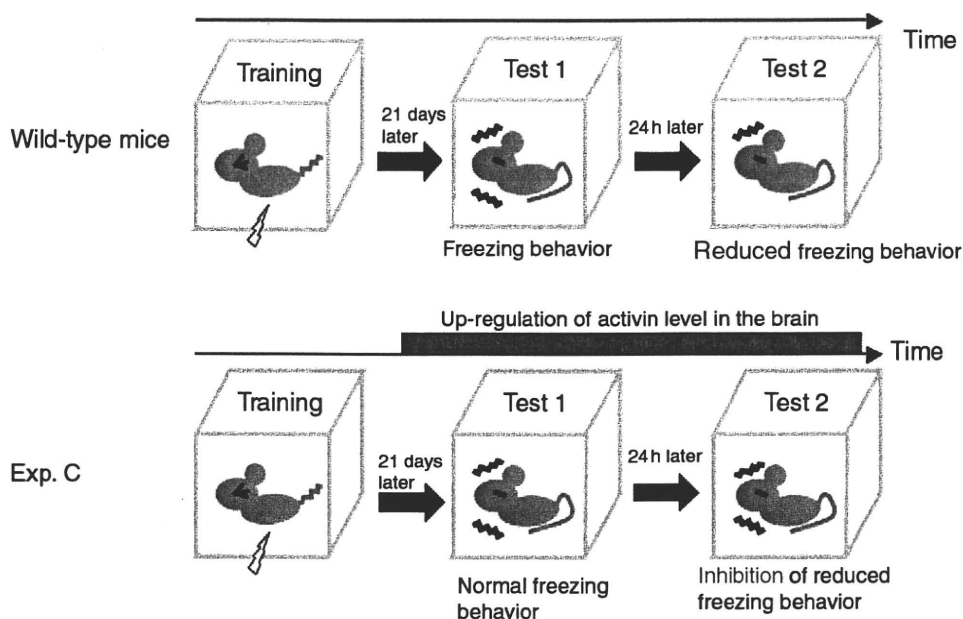 Time
Training
Test 1
Test 2
Wild-type mice
21 days
later
24 h later
Freezing behavior
Reduced freezing behavior
Up-regulation of activin level in the brain
Time
Training
Test 1
Test 2
Exp. C
21 days
later
24 h later
Normal freezing
behavior
Inhibition of reduced
freezing behavior